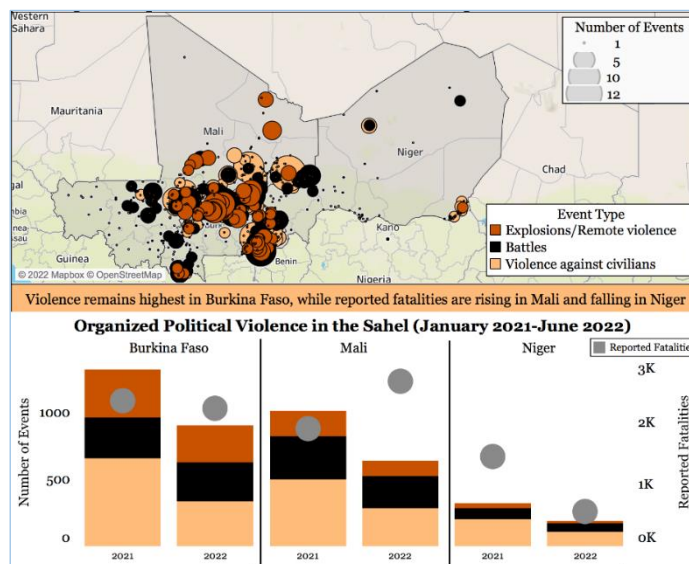 Western
Sahara
Number of Events
1
5
10
12
Mauritania
Mali
Niger
Chad
Event Type
Explosions/Remote violence
Battles
Violence against civilians
Guinea
Benin
Nigeria
Kano
© 2022 Mapbox © OpenStreetMap
Violence remains highest in Burkina Faso, while reported fatalities are rising in Mali and falling in Niger
Organized Political Violence in the Sahel (January 2021-June 2022)
Burkina Faso
Mali
Niger
Reported Fatalities
Number of Events
1000
500
0
3K
2K
1K
0K
Reported Fatalities
2021
2022
2021
2022
2021
2022